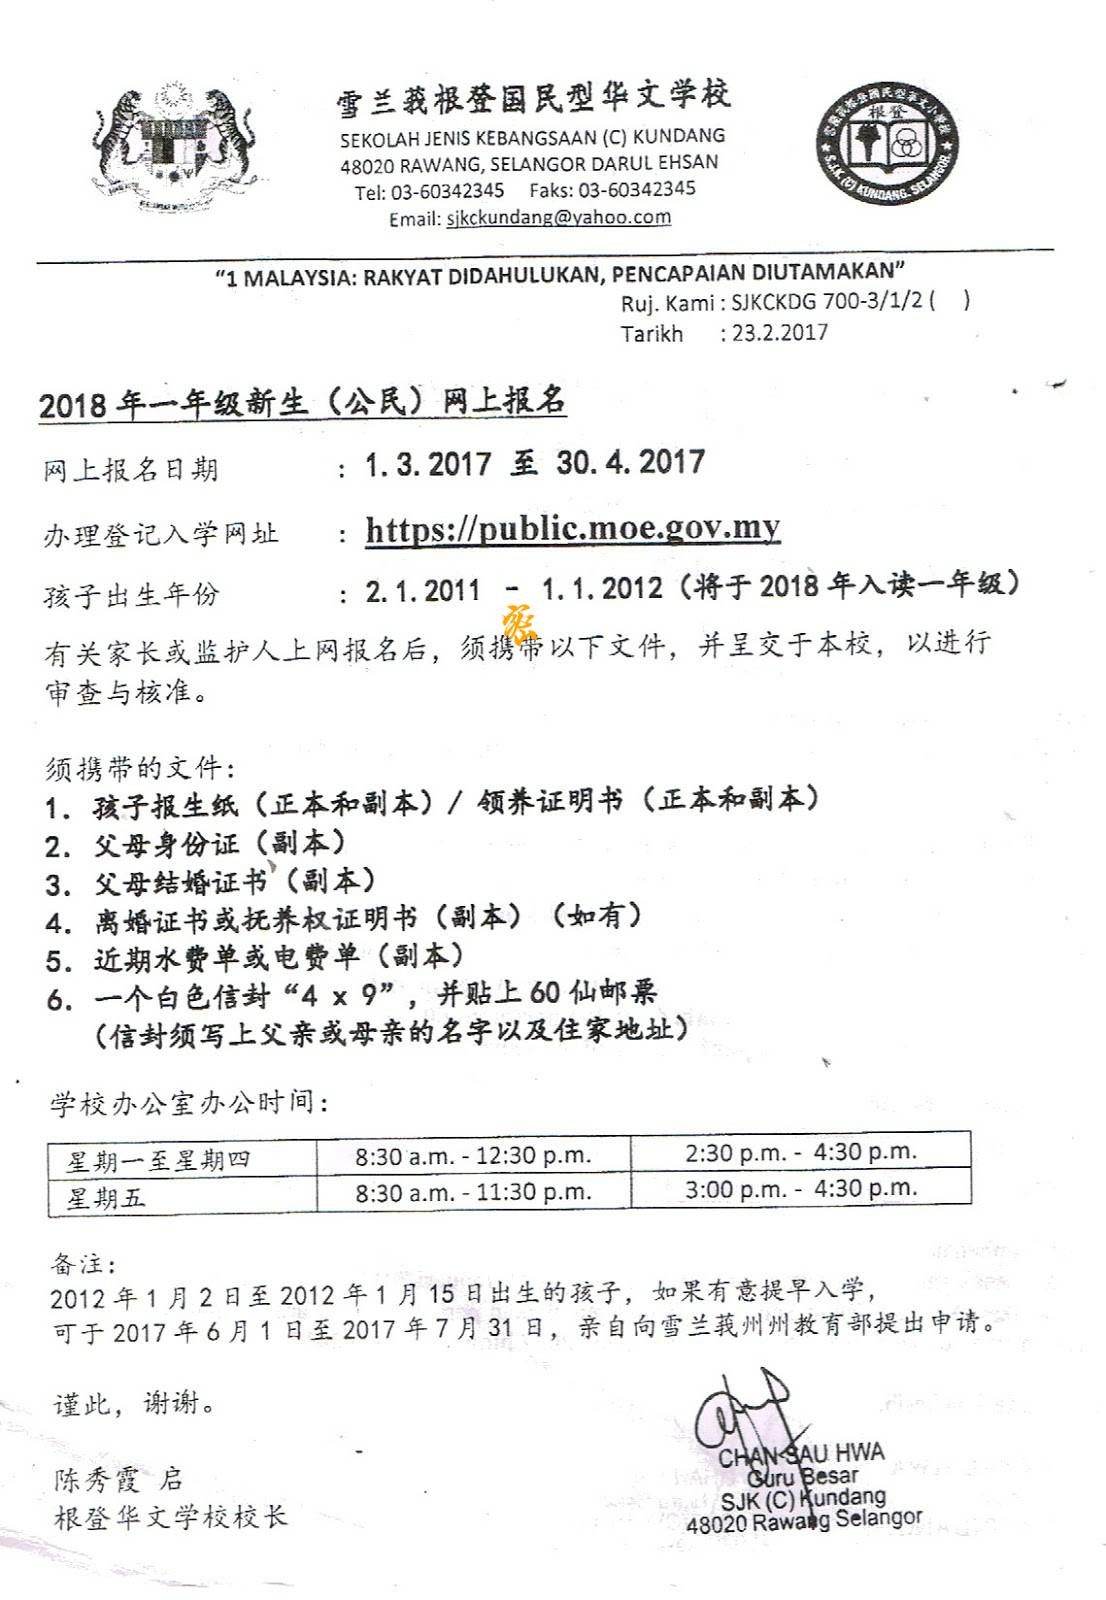 雪兰莪根登国民型华文学校
SEKOLAH JENIS KEBANGSAAN (C) KUNDANG
48020 RAWANG, SELANGOR DARUL EHSAN
Tel: 03-60342345 Faks: 03-60342345
Email: sjkckundang@yahoo.com
根登
S.J.K (C) KUNDANG, SELANGOR
"1 MALAYSIA: RAKYAT DIDAHULUKAN, PENCAPAIAN DIUTAMAKAN"
Ruj. Kami : SJKCKDG 700-3/1/2 ( )
Tarikh : 23.2.2017
2018 年一年级新生（公民）网上报名
网上报名日期 : 1.3.2017 至 30.4.2017
办理登记入学网址 : https://public.moe.gov.my
孩子出生年份 : 2.1.2011 - 1.1.2012（将于 2018 年入读一年级）
有关家长或监护人上网报名后，须携带以下文件，并呈交于本校，以进行
审查与核准。
须携带的文件：
1. 孩子报生纸（正本和副本）/ 领养证明书（正本和副本）
2. 父母身份证（副本）
3. 父母结婚证书（副本）
4. 离婚证书或抚养权证明书（副本）（如有）
5. 近期水费单或电费单（副本）
6. 一个白色信封“4 x 9”，并贴上 60 仙邮票
（信封须写上父亲或母亲的名字以及住家地址）
学校办公室办公时间：
星期一至星期四 8:30 a.m. - 12:30 p.m. 2:30 p.m. - 4:30 p.m.
星期五 8:30 a.m. - 11:30 p.m. 3:00 p.m. - 4:30 p.m.
备注：
2012 年 1 月 2 日至 2012 年 1 月 15 日出生的孩子，如果有意提早入学，
可于 2017 年 6 月 1 日至 2017 年 7 月 31 日，亲自向雪兰莪州州教育部提出申请。
谨此，谢谢。
陈秀霞 启
根登华文学校校长
CHAN SAU HWA
Guru Besar
SJK (C) Kundang
48020 Rawang Selangor